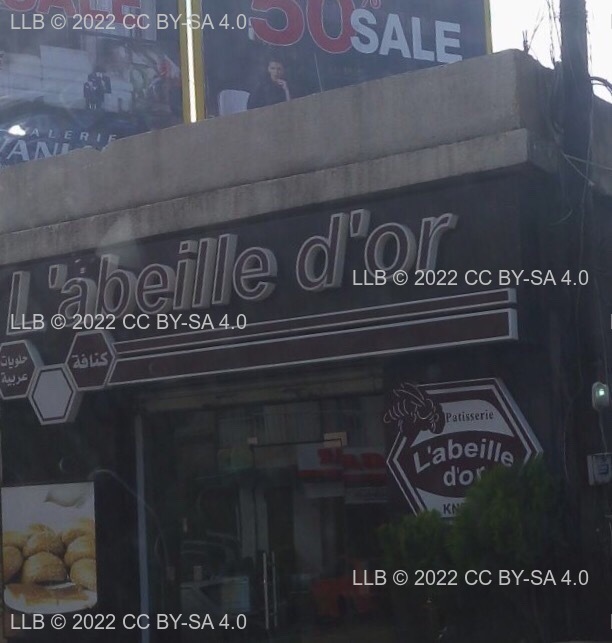 SALE
50%
SALE
ALERIE
L'abeille d'or
حلويات
عربية
كنافة
Patisserie
L'abeille
d'or
LLB © 2022 CC BY-SA 4.0
LLB © 2022 CC BY-SA 4.0
LLB © 2022 CC BY-SA 4.0
LLB © 2022 CC BY-SA 4.0
LLB © 2022 CC BY-SA 4.0